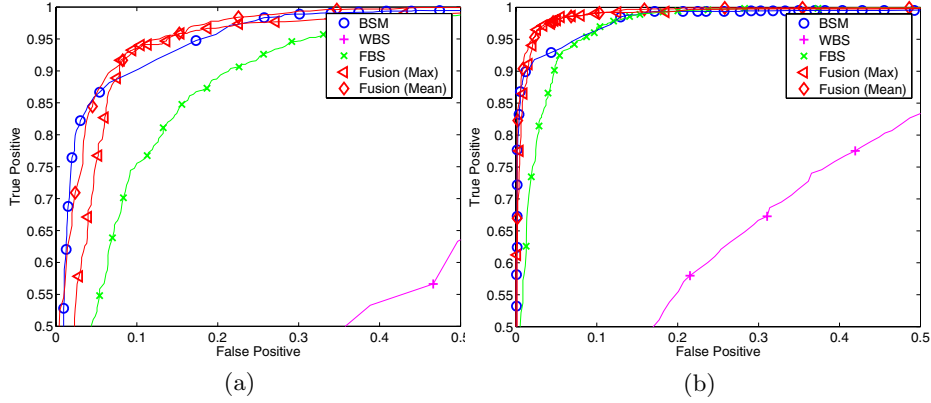 1
0.95
0.9
0.85
0.8
0.75
0.7
0.65
0.6
0.55
0.5
True Positive
0
0.1
0.2
0.3
0.4
0.5
False Positive
BSM
WBS
FBS
Fusion (Max)
Fusion (Mean)
(a)
1
0.95
0.9
0.85
0.8
0.75
0.7
0.65
0.6
0.55
0.5
True Positive
0
0.1
0.2
0.3
0.4
0.5
False Positive
BSM
WBS
FBS
Fusion (Max)
Fusion (Mean)
(b)